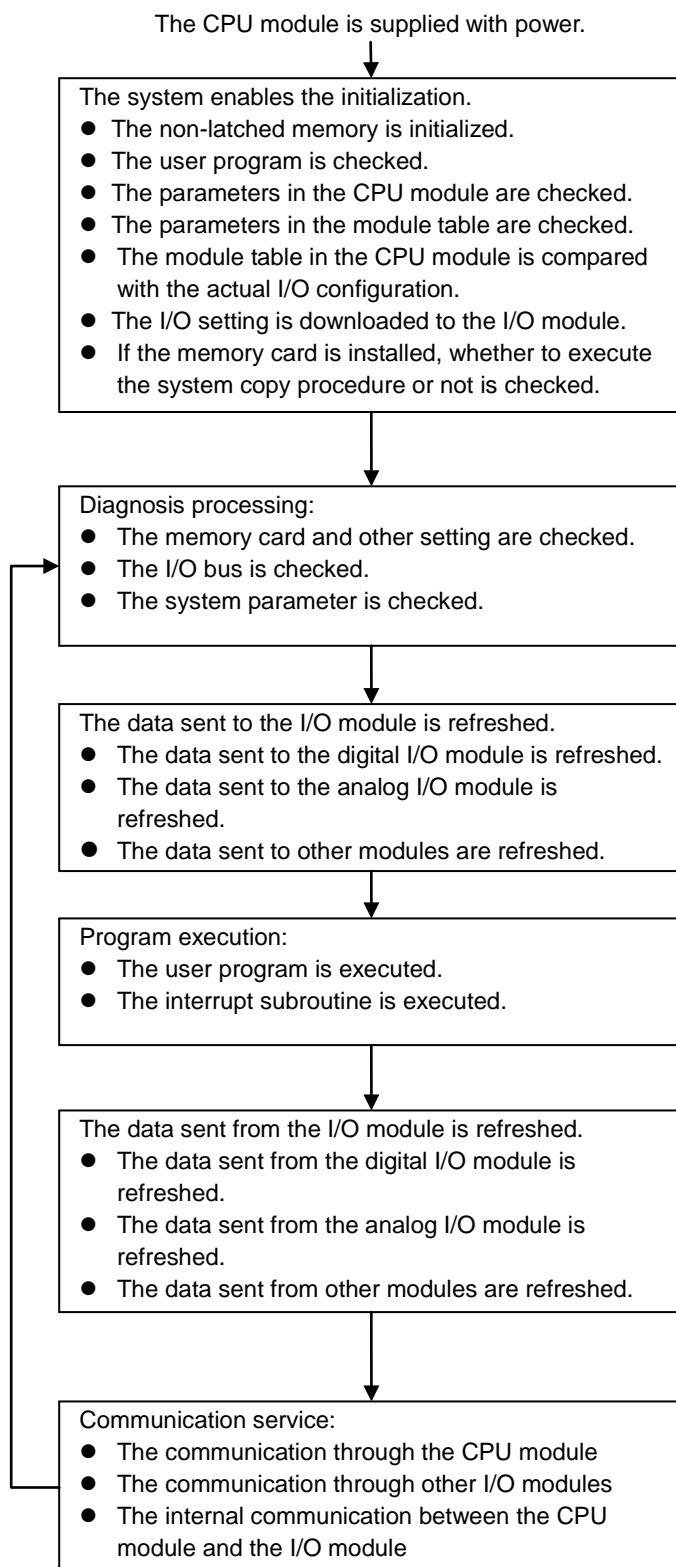 The CPU module is supplied with power.
The system enables the initialization.
● The non-latched memory is initialized.
● The user program is checked.
● The parameters in the CPU module are checked.
● The parameters in the module table are checked.
● The module table in the CPU module is compared
with the actual I/O configuration.
● The I/O setting is downloaded to the I/O module.
● If the memory card is installed, whether to execute
the system copy procedure or not is checked.
Diagnosis processing:
● The memory card and other setting are checked.
● The I/O bus is checked.
● The system parameter is checked.
The data sent to the I/O module is refreshed.
● The data sent to the digital I/O module is refreshed.
● The data sent to the analog I/O module is
refreshed.
● The data sent to other modules are refreshed.
Program execution:
● The user program is executed.
● The interrupt subroutine is executed.
The data sent from the I/O module is refreshed.
● The data sent from the digital I/O module is
refreshed.
● The data sent from the analog I/O module is
refreshed.
● The data sent from other modules are refreshed.
Communication service:
● The communication through the CPU module
● The communication through other I/O modules
● The internal communication between the CPU
module and the I/O module